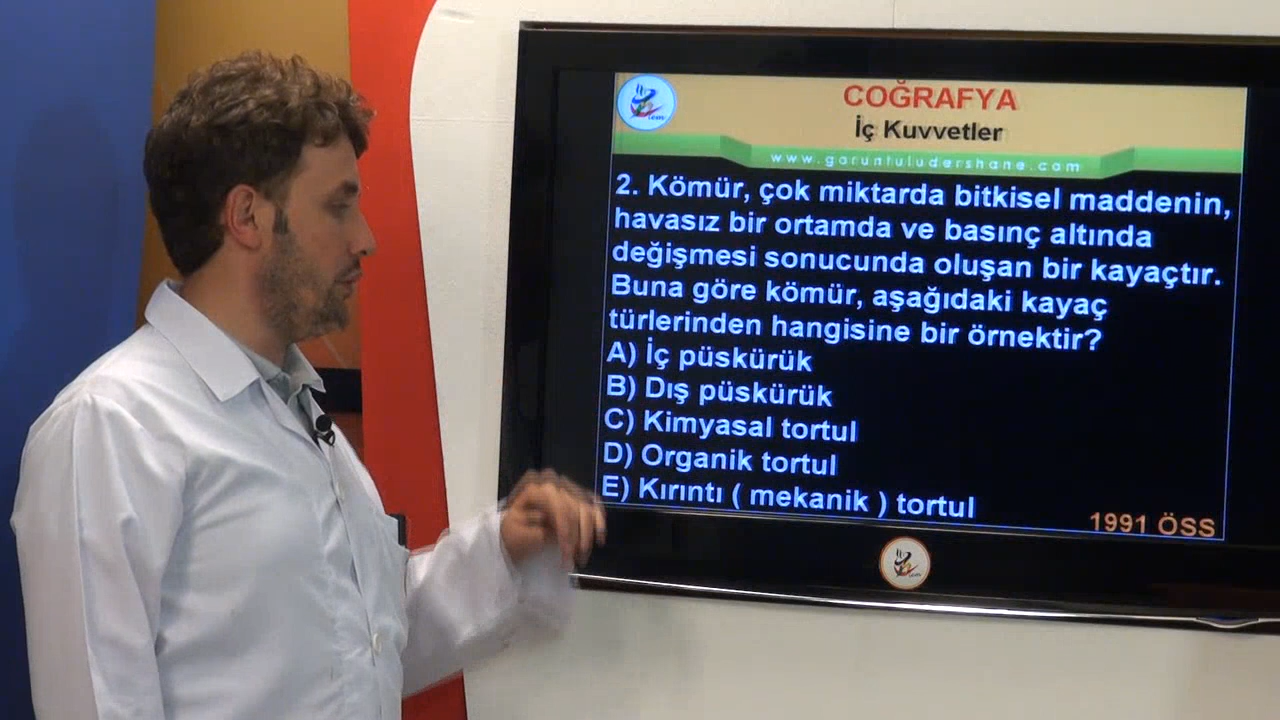 COĞRAFYA
İç Kuvvetler
www.goruntuludershane.com
2. Kömür, çok miktarda bitkisel maddenin,
havasız bir ortamda ve basınç altında
değişmesi sonucunda oluşan bir kayaçtır.
Buna göre kömür, aşağıdaki kayaç
türlerinden hangisine bir örnektir?
A) İç püskürük
B) Dış püskürük
C) Kimyasal tortul
D) Organik tortul
E) Kırıntı ( mekanik ) tortul
1991 ÖSS